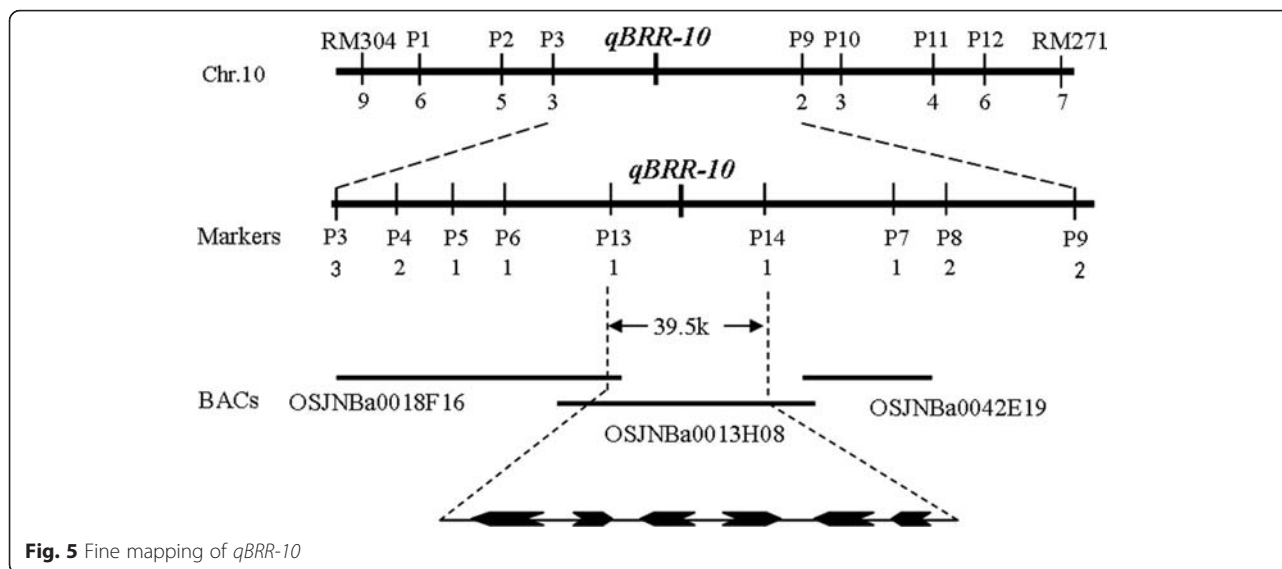 RM304 P1 P2 P3 qBRR-10 P9 P10 P11 P12 RM271
Chr.10
9 6 5 3 2 3 4 6 7
qBRR-10
Markers P3 P4 P5 P6 P13 P14 P7 P8 P9
3 2 1 1 1 1 1 2 2
39.5k
BACs OSJNBa0018F16 OSJNBa0042E19
OSJNBa0013H08
Fig. 5 Fine mapping of qBRR-10